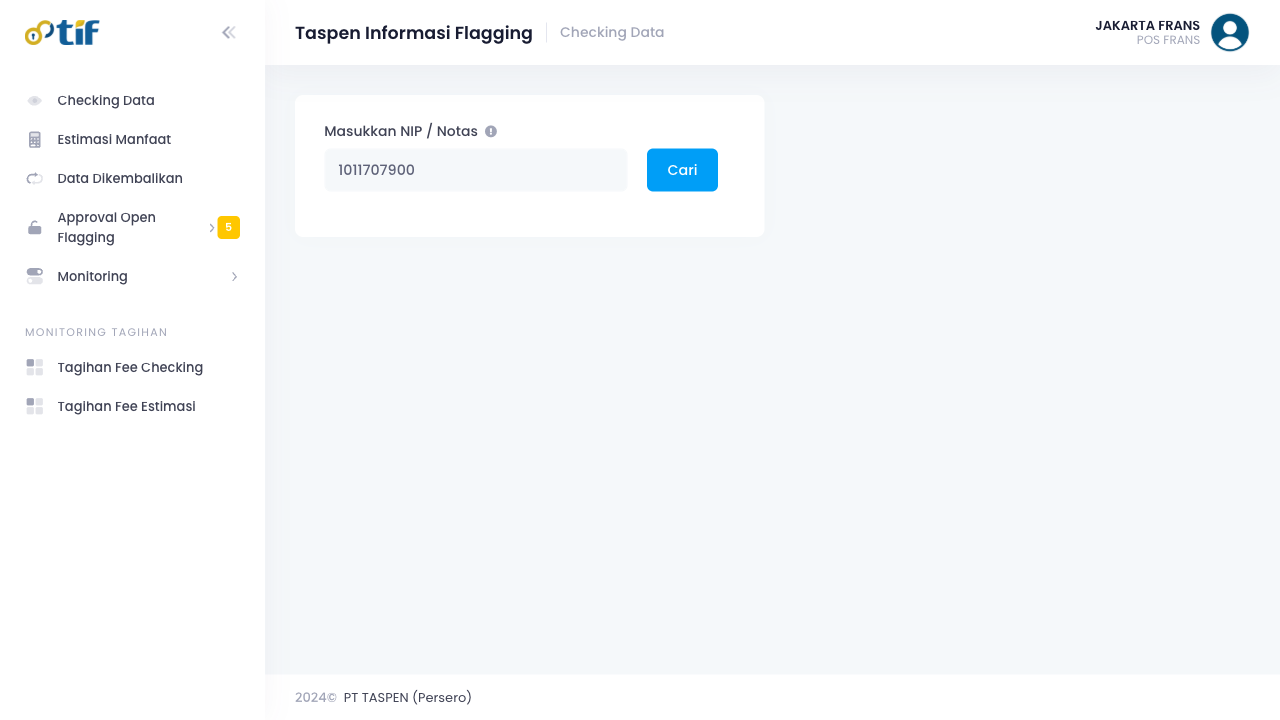 otif
Taspen Informasi Flagging
Checking Data
JAKARTA FRANS
POS FRANS
Checking Data
Estimasi Manfaat
Data Dikembalikan
Approval Open
Flagging
5
Monitoring
MONITORING TAGIHAN
Tagihan Fee Checking
Tagihan Fee Estimasi
Masukkan NIP / Notas
1011707900
Cari
2024© PT TASPEN (Persero)